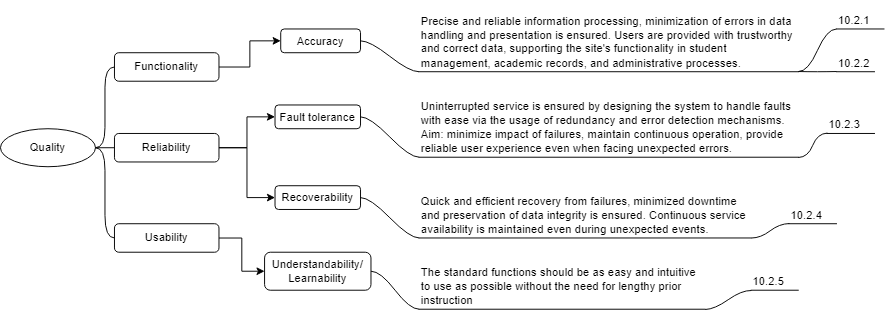 Quality
Functionality
Accuracy
Precise and reliable information processing, minimization of errors in data
handling and presentation is ensured. Users are provided with trustworthy
and correct data, supporting the site's functionality in student
management, academic records, and administrative processes.
10.2.1
10.2.2
Reliability
Fault tolerance
Uninterrupted service is ensured by designing the system to handle faults
with ease via the usage of redundancy and error detection mechanisms.
Aim: minimize impact of failures, maintain continuous operation, provide
reliable user experience even when facing unexpected errors.
10.2.3
Recoverability
Quick and efficient recovery from failures, minimized downtime
and preservation of data integrity is ensured. Continuous service
availability is maintained even during unexpected events.
10.2.4
Usability
Understandability/
Learnability
The standard functions should be as easy and intuitive
to use as possible without the need for lengthy prior
instruction
10.2.5